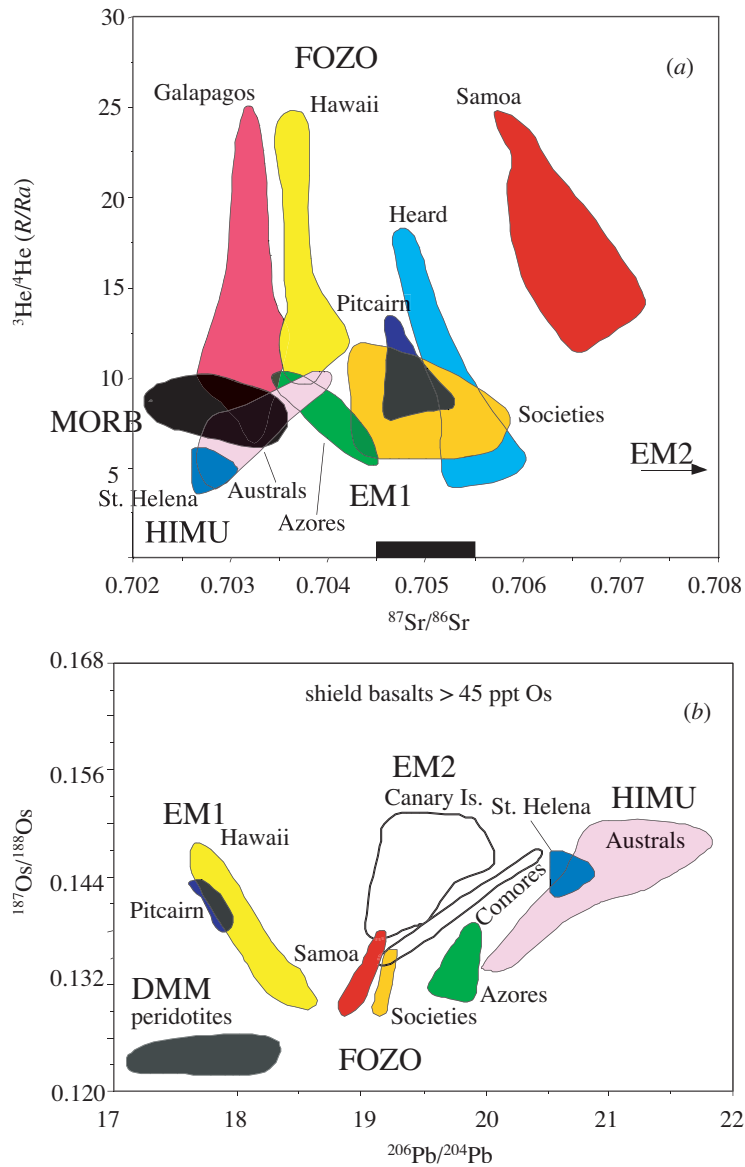 30
FOZO
(a)
Galapagos
Hawaii
Samoa
25
20
Heard
³He/⁴He (R/Ra)
15
Pitcairn
10
MORB
Societies
EM2
5
St. Helena
Australs
EM1
Azores
HIMU
0.702 0.703 0.704 0.705 0.706 0.707 0.708
⁸⁷Sr/⁸⁶Sr
0.168
shield basalts > 45 ppt Os
(b)
0.156
EM2
Canary Is.
St. Helena
HIMU
EM1
Hawaii
Australs
¹⁸⁷Os/¹⁸⁸Os
0.144
Pitcairn
Comores
Samoa
0.132
DMM
peridotites
Societies
Azores
FOZO
0.120
17 18 19 20 21 22
²⁰⁶Pb/²⁰⁴Pb